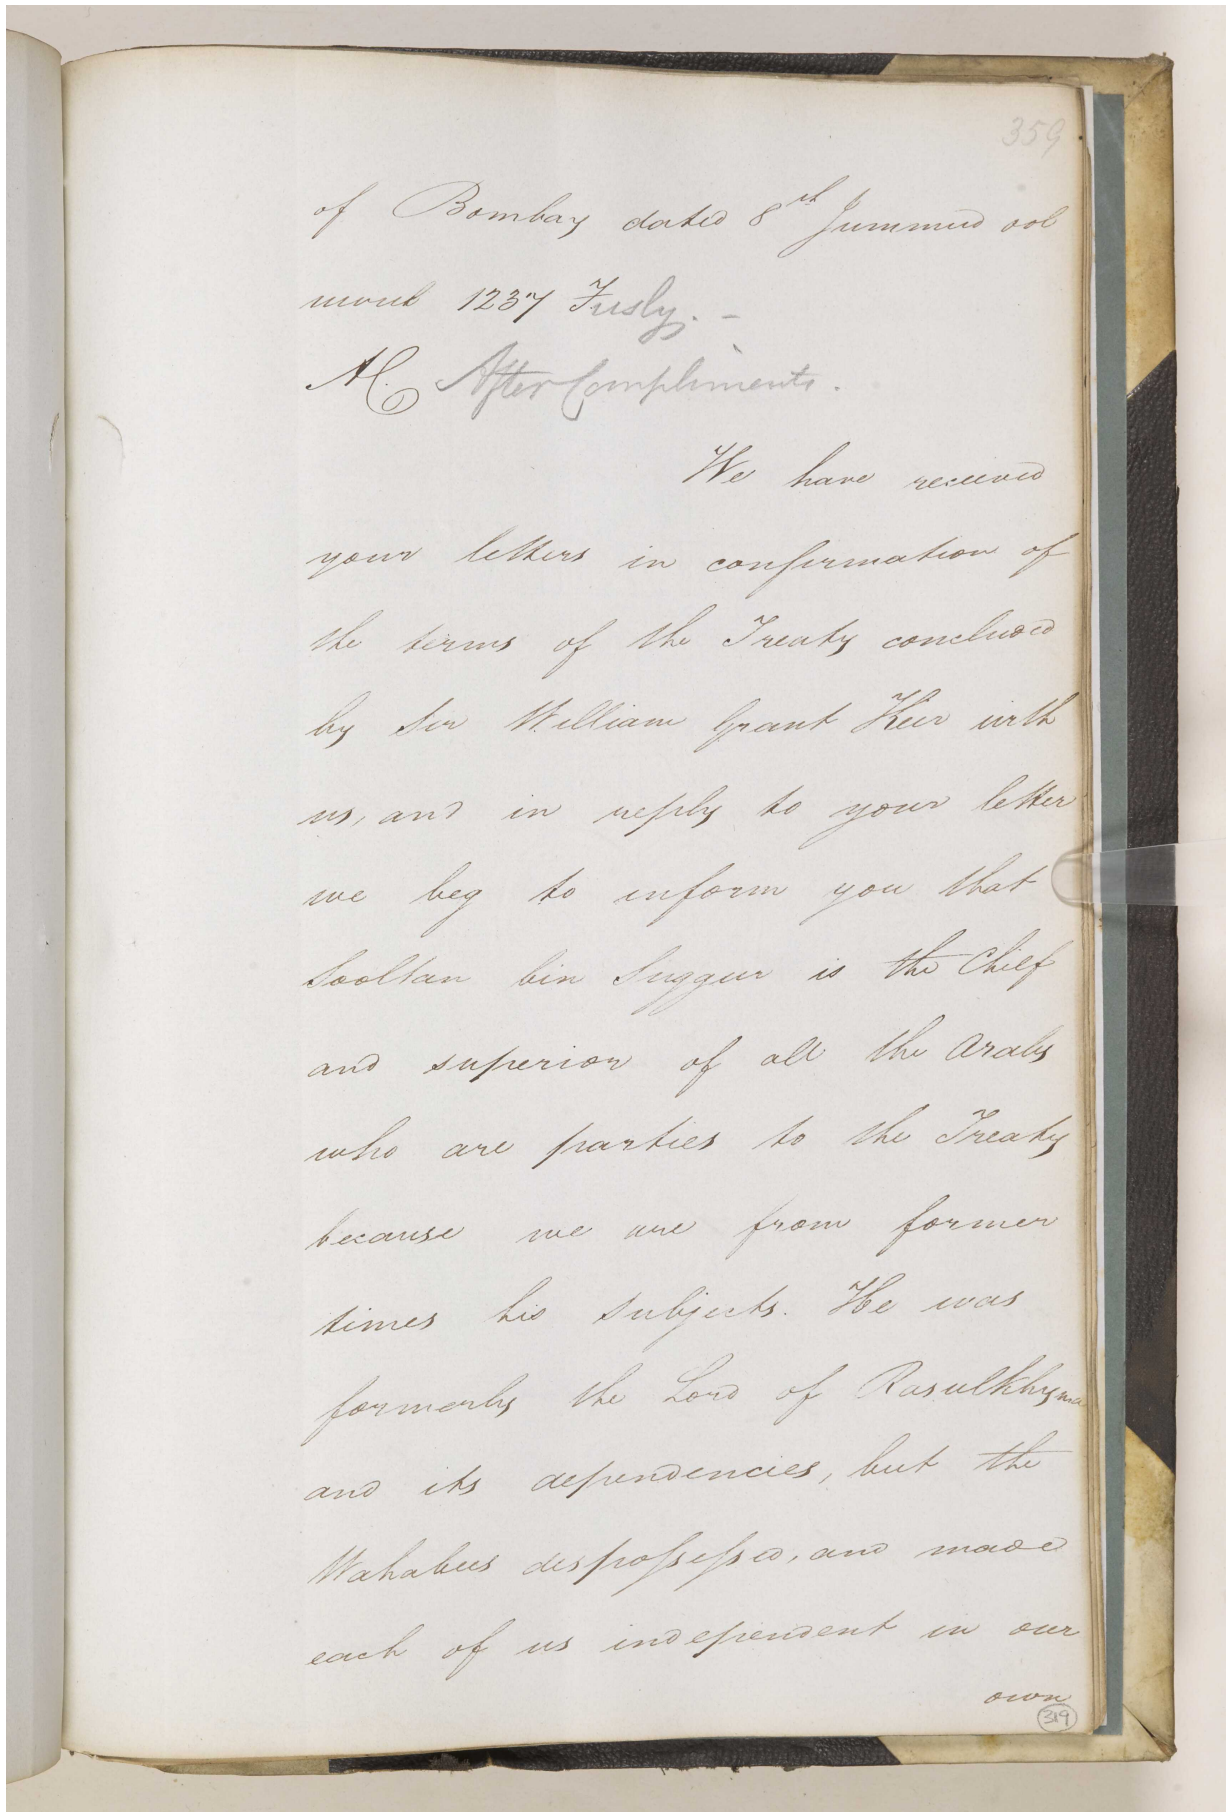 359
of Bombay dated 8th Jummud ool
uwul 1237 Fusly. -
AC. After Compliments.
We have received
your letters in confirmation of
the terms of the Treaty concluded
by Sir William Grant Keir with
us, and in reply to your letter
we beg to inform you that
Sooltan bin Suggur is the Chief
and superior of all the Arabs
who are parties to the Treaty
because we are from former
times his subjects. He was
formerly the Lord of Rasulkhyma
and its dependencies, but the
Wahabees dispossessed, and made
each of us independent in our
own
319